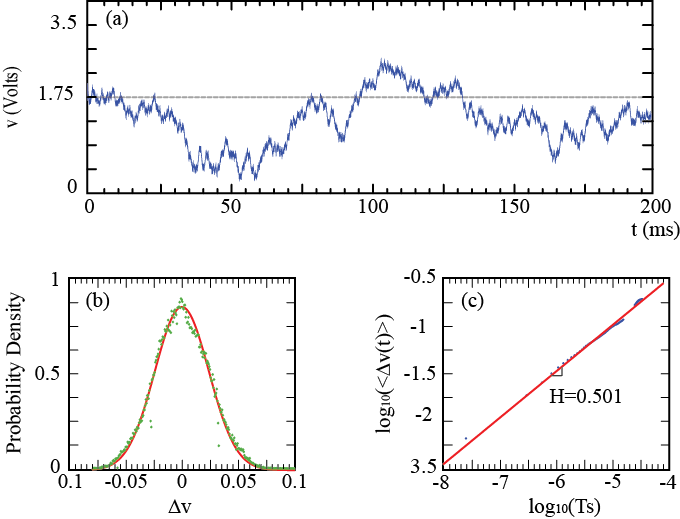 3.5
(a)
v (Volts)
1.75
0
0
50
100
150
200
t (ms)
1
(b)
Probability Density
0.5
0
0.1
0.05
0
0.05
0.1
Δv
-0.5
(c)
log10(<Δv(t)>)
-1
-1.5
H=0.501
-2
3.5
-8
-7
-6
-5
-4
log10(Ts)